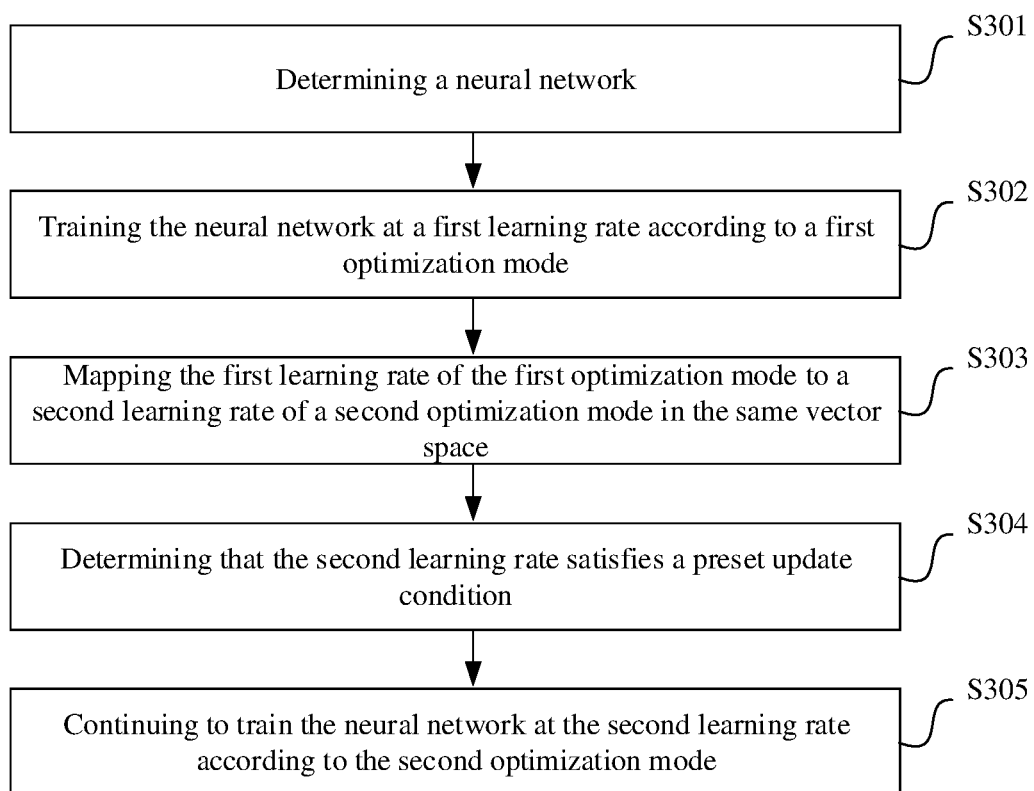 S301
Determining a neural network
S302
Training the neural network at a first learning rate according to a first
optimization mode
S303
Mapping the first learning rate of the first optimization mode to a
second learning rate of a second optimization mode in the same vector
space
S304
Determining that the second learning rate satisfies a preset update
condition
S305
Continuing to train the neural network at the second learning rate
according to the second optimization mode